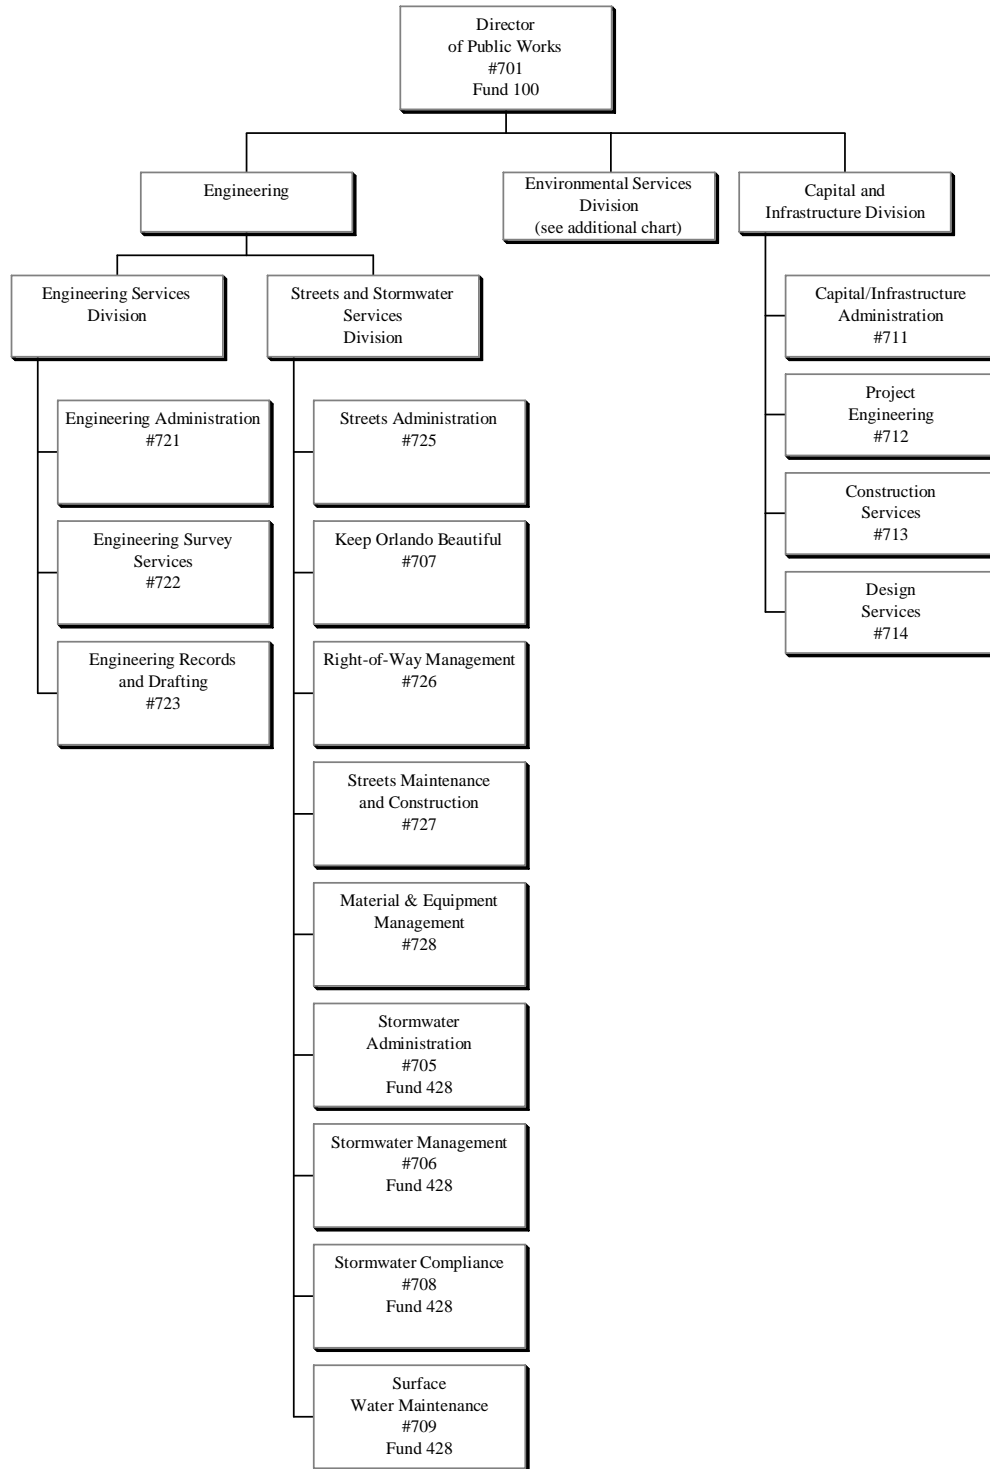 Director
of Public Works
#701
Fund 100
Engineering
Environmental Services
Division
(see additional chart)
Capital and
Infrastructure Division
Engineering Services
Division
Streets and Stormwater
Services
Division
Capital/Infrastructure
Administration
#711
Project
Engineering
#712
Construction
Services
#713
Design
Services
#714
Engineering Administration
#721
Engineering Survey
Services
#722
Engineering Records
and Drafting
#723
Streets Administration
#725
Keep Orlando Beautiful
#707
Right-of-Way Management
#726
Streets Maintenance
and Construction
#727
Material & Equipment
Management
#728
Stormwater
Administration
#705
Fund 428
Stormwater Management
#706
Fund 428
Stormwater Compliance
#708
Fund 428
Surface
Water Maintenance
#709
Fund 428